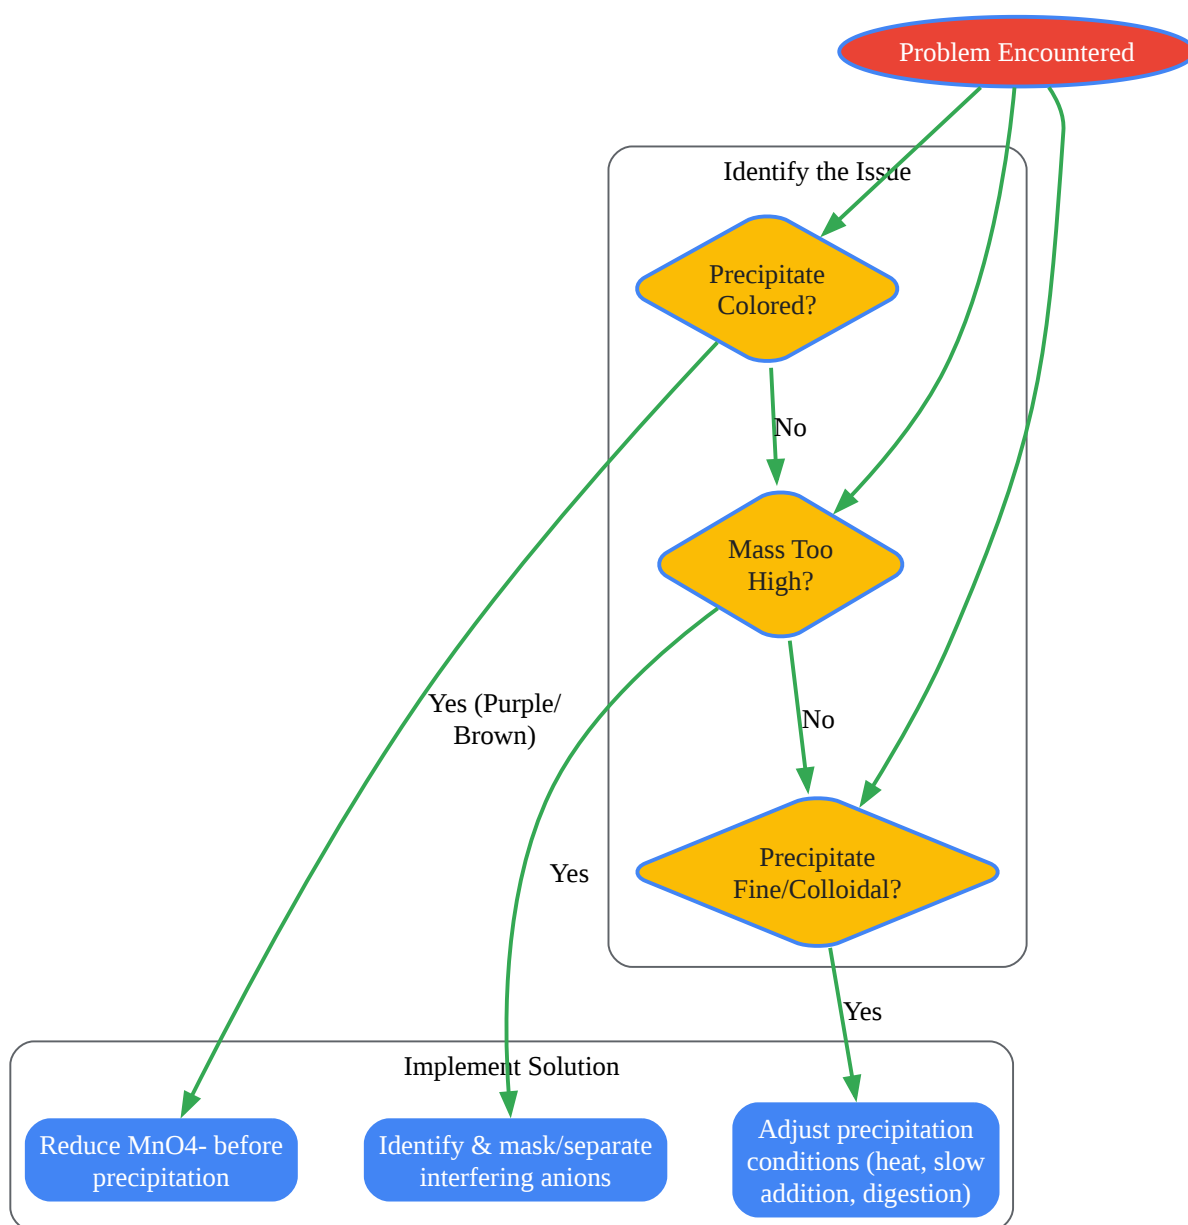 Problem Encountered
Identify the Issue
Precipitate
Colored?
No
Mass Too
High?
Yes (Purple/
Brown)
No
Precipitate
Fine/Colloidal?
Yes
Yes
Implement Solution
Reduce MnO4- before
precipitation
Identify & mask/separate
interfering anions
Adjust precipitation
conditions (heat, slow
addition, digestion)